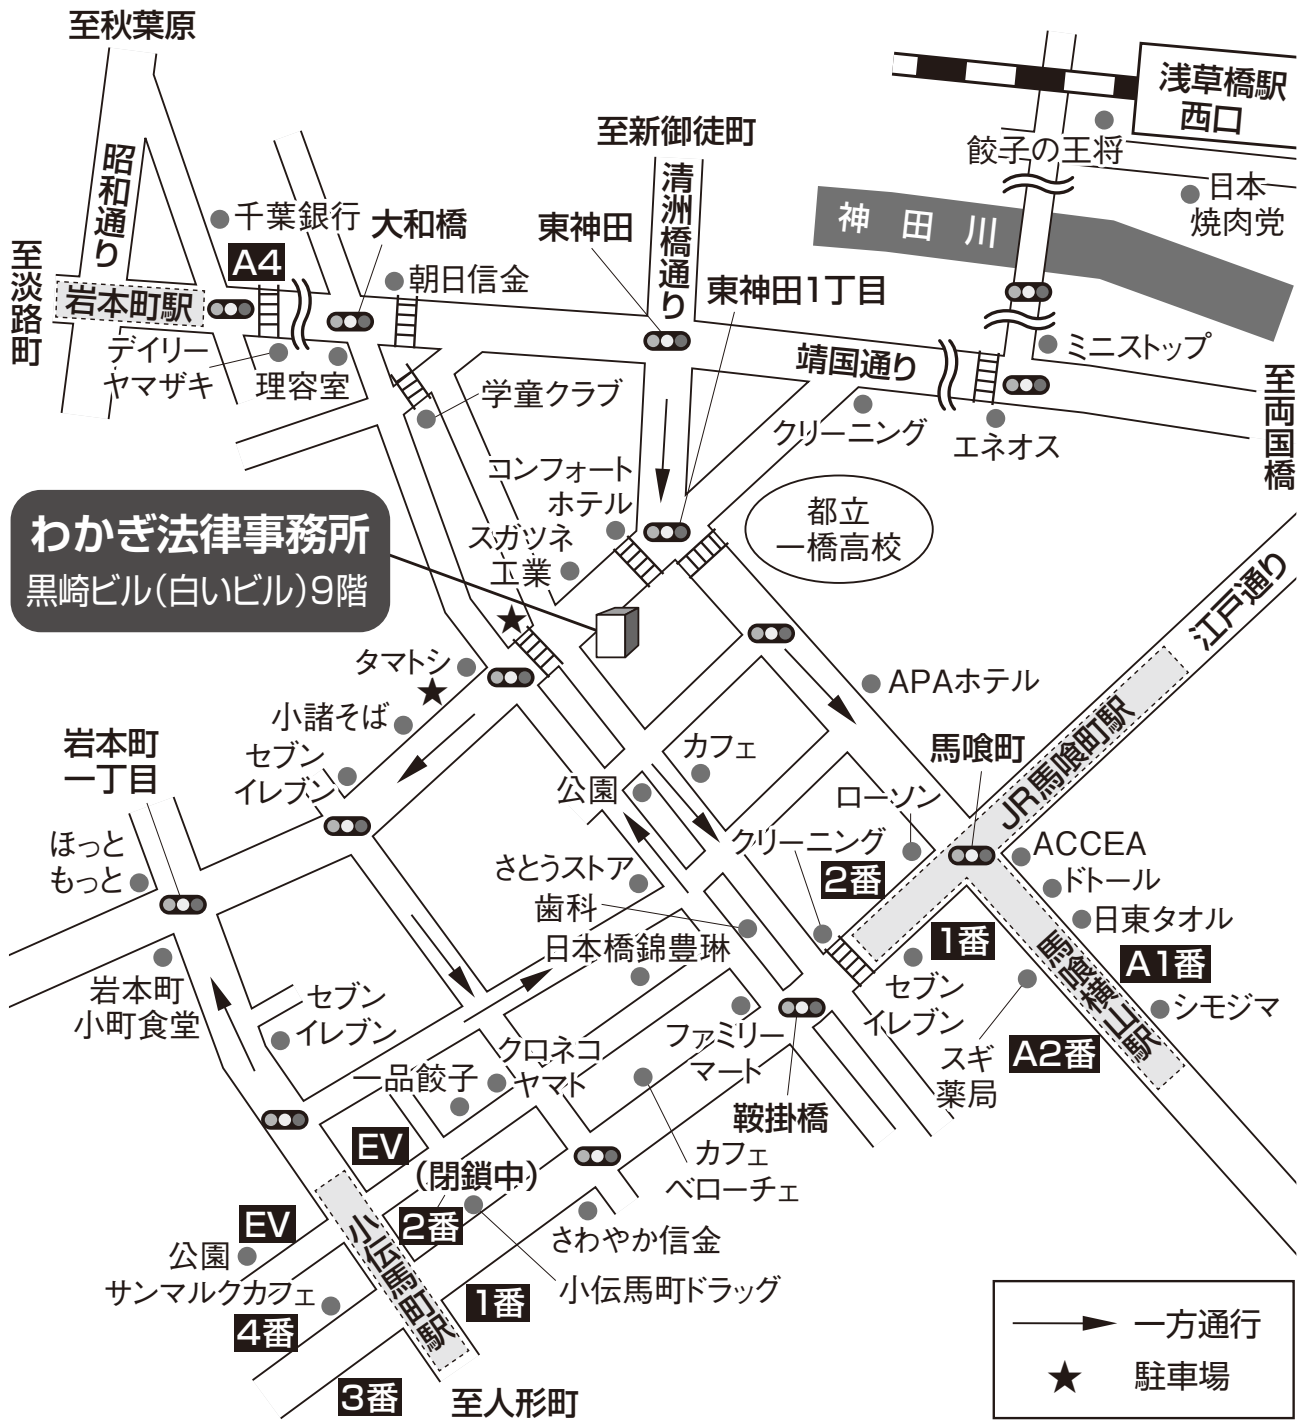 至秋葉原
浅草橋駅
西口
至新御徒町
餃子の王将
昭和通り
清洲橋通り
日本
焼肉党
千葉銀行
大和橋
東神田
神田川
至淡路町
A4
朝日信金
東神田1丁目
岩本町駅
デイリー
ヤマザキ
理容室
靖国通り
ミニストップ
学童クラブ
至両国橋
クリーニング
エネオス
コンフォート
ホテル
都立
一橋高校
わかぎ法律事務所
黒崎ビル(白いビル)9階
スガツネ
工業
江戸通り
タマトシ
APAホテル
小諸そば
岩本町
一丁目
セブン
イレブン
カフェ
馬喰町
JR馬喰町駅
公園
ローソン
ほっと
もっと
クリーニング
ACCEA
さとうストア
2番
ドトール
歯科
日東タオル
日本橋錦豊琳
1番
馬喰横山駅
A1番
岩本町
小町食堂
セブン
イレブン
セブン
イレブン
シモジマ
ファミリー
マート
クロネコ
ヤマト
A2番
スギ
薬局
一品餃子
鞍掛橋
EV
カフェ
ベローチェ
(閉鎖中)
2番
EV
小伝馬町駅
さわやか信金
公園
サンマルクカフェ
小伝馬町ドラッグ
1番
4番
一方通行
3番
至人形町
駐車場